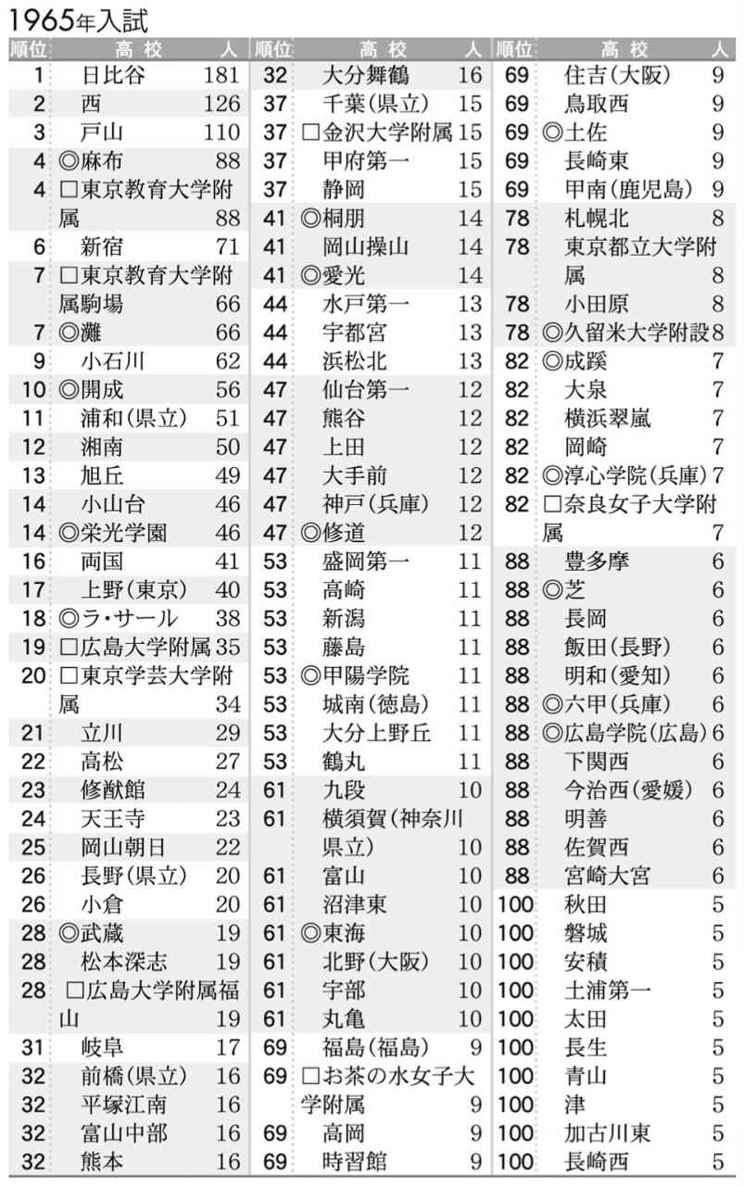 1965年入試
順位 高校 人
1 日比谷 181
2 西 126
3 戸山 110
4 ◎麻布 88
4 □東京教育大学附
属 88
6 新宿 71
7 □東京教育大学附
属駒場 66
7 ◎灘 66
9 小石川 62
10 ◎開成 56
11 浦和(県立) 51
12 湘南 50
13 旭丘 49
14 小山台 46
14 ◎栄光学園 46
16 両国 41
17 上野(東京) 40
18 ◎ラ・サール 38
19 □広島大学附属 35
20 □東京学芸大学附
属 34
21 立川 29
22 高松 27
23 修猷館 24
24 天王寺 23
25 岡山朝日 22
26 長野(県立) 20
26 小倉 20
28 ◎武蔵 19
28 松本深志 19
28 □広島大学附属福
山 19
31 岐阜 17
32 前橋(県立) 16
32 平塚江南 16
32 富山中部 16
32 熊本 16
順位 高校 人
32 大分舞鶴 16
37 千葉(県立) 15
37 □金沢大学附属 15
37 甲府第一 15
37 静岡 15
41 ◎桐朋 14
41 岡山操山 14
41 ◎愛光 14
44 水戸第一 13
44 宇都宮 13
44 浜松北 13
47 仙台第一 12
47 熊谷 12
47 上田 12
47 大手前 12
47 神戸(兵庫) 12
47 ◎修道 12
53 盛岡第一 11
53 高崎 11
53 新潟 11
53 藤島 11
53 ◎甲陽学院 11
53 城南(徳島) 11
53 大分上野丘 11
53 鶴丸 11
61 九段 10
61 横須賀(神奈川
県立) 10
61 富山 10
61 沼津東 10
61 ◎東海 10
61 北野(大阪) 10
61 宇部 10
61 丸亀 10
69 福島(福島) 9
69 □お茶の水女子大
学附属 9
69 高岡 9
69 時習館 9
順位 高校 人
69 住吉(大阪) 9
69 鳥取西 9
69 ◎土佐 9
69 長崎東 9
69 甲南(鹿児島) 9
78 札幌北 8
78 東京都立大学附
属 8
78 小田原 8
78 ◎久留米大学附設 8
82 ◎成蹊 7
82 大泉 7
82 横浜翠嵐 7
82 岡崎 7
82 ◎淳心学院(兵庫) 7
82 □奈良女子大学附
属 7
88 豊多摩 6
88 ◎芝 6
88 長岡 6
88 飯田(長野) 6
88 明和(愛知) 6
88 ◎六甲(兵庫) 6
88 ◎広島学院(広島) 6
88 下関西 6
88 今治西(愛媛) 6
88 明善 6
88 佐賀西 6
88 宮崎大宮 6
100 秋田 5
100 磐城 5
100 安積 5
100 土浦第一 5
100 太田 5
100 長生 5
100 青山 5
100 津 5
100 加古川東 5
100 長崎西 5